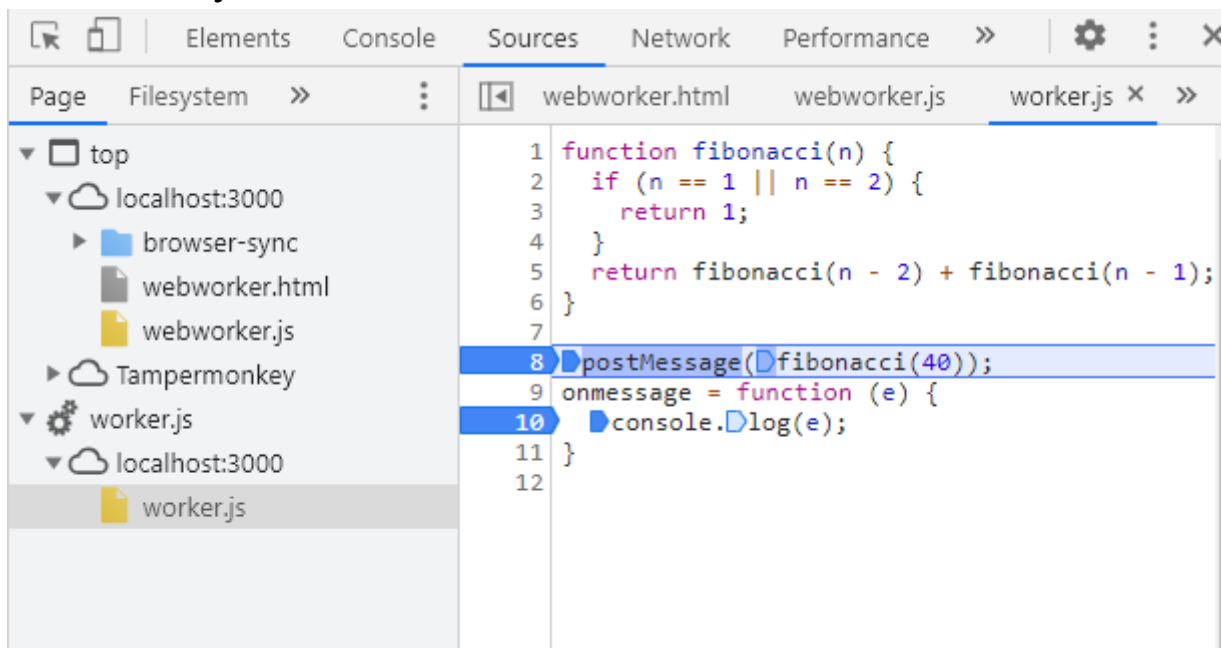 Elements Console Sources Network Performance »
Page Filesystem »
webworker.html webworker.js worker.js ×  »
top
localhost:3000
browser-sync
webworker.html
webworker.js
Tampermonkey
worker.js
localhost:3000
worker.js
1 function fibonacci(n) {
2   if (n == 1 || n == 2) {
3     return 1;
4   }
5   return fibonacci(n - 2) + fibonacci(n - 1);
6 }
7
8 postMessage(fibonacci(40));
9 onmessage = function (e) {
10   console.log(e);
11 }
12